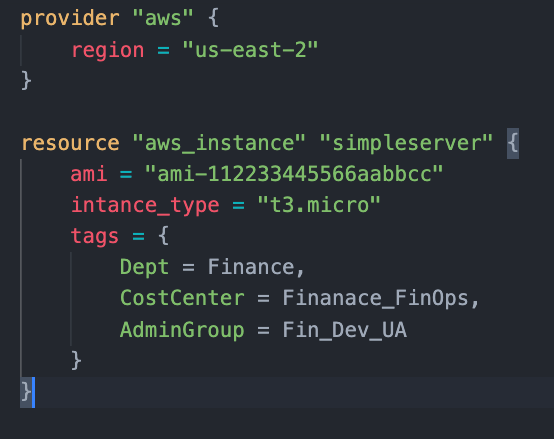 provider "aws" {
    region = "us-east-2"
}

resource "aws_instance" "simpleserver" {
    ami = "ami-112233445566aabbcc"
    intance_type = "t3.micro"
    tags = {
        Dept = Finance,
        CostCenter = Finanace_FinOps,
        AdminGroup = Fin_Dev_UA
    }
}